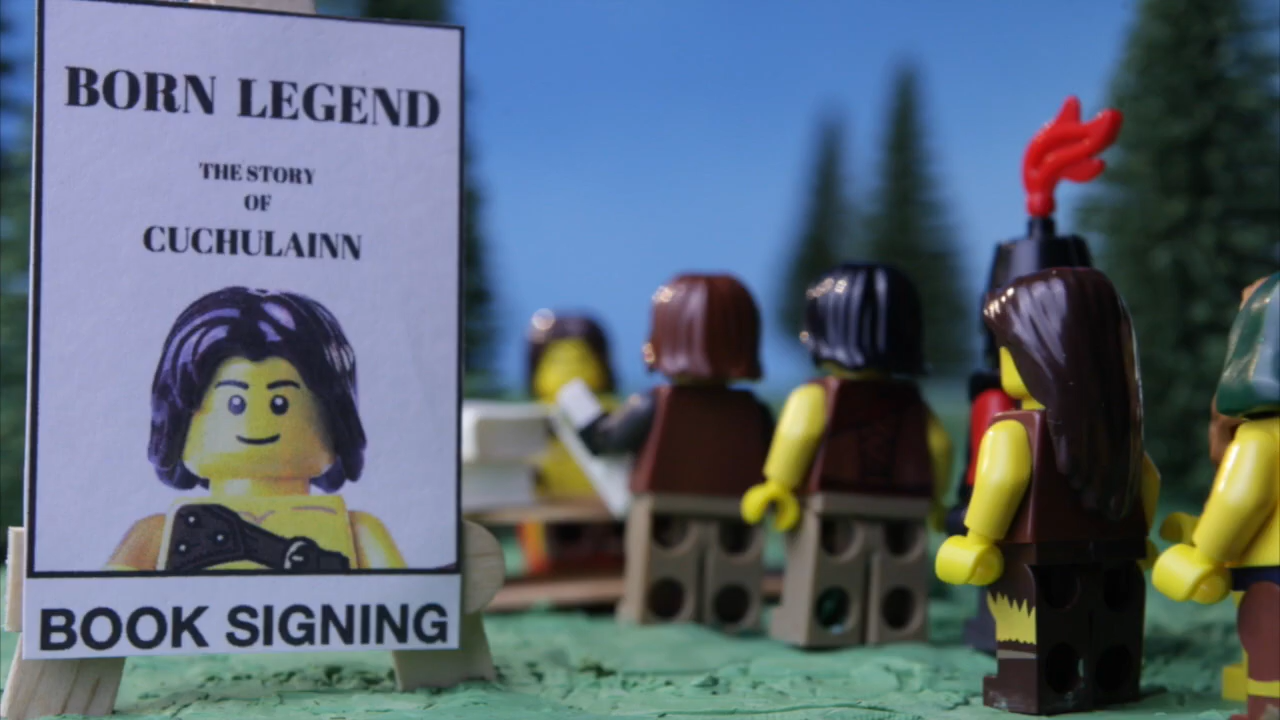 BORN LEGEND
THE STORY
OF
CUCHULAINN
BOOK SIGNING